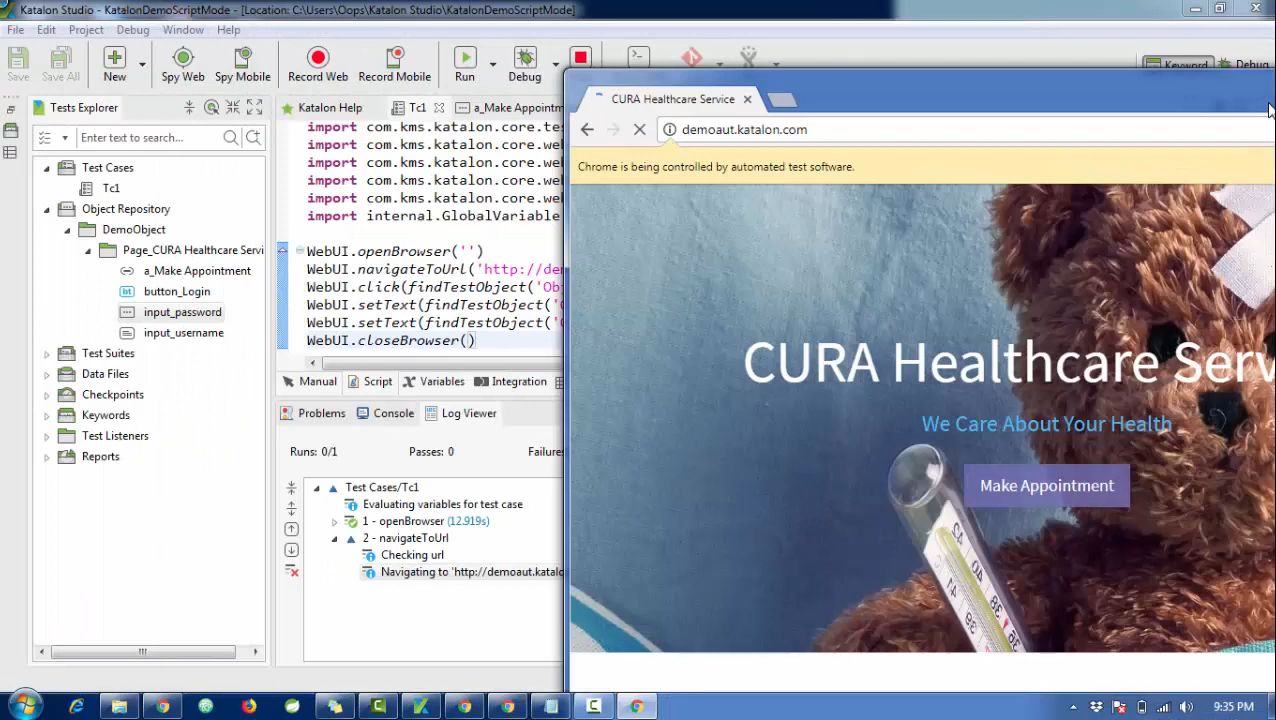 Katalon Studio - KatalonDemoScriptMode - [Location: C:\Users\Oops\Katalon Studio\KatalonDemoScriptMode]
File Edit Project Debug Window Help
Save Save All New Spy Web Spy Mobile Record Web Record Mobile Run Debug
Keyword Debug
Tests Explorer
Enter text to search...
Test Cases
Tc1
Object Repository
DemoObject
Page_CURA Healthcare Servi
a_Make Appointment
button_Login
input_password
input_username
Test Suites
Data Files
Checkpoints
Keywords
Test Listeners
Reports
Katalon Help Tc1 a_Make Appointm
import com.kms.katalon.core.te
import com.kms.katalon.core.we
import com.kms.katalon.core.we
import com.kms.katalon.core.we
import com.kms.katalon.core.we
import internal.GlobalVariable
WebUI.openBrowser('')
WebUI.navigateToUrl('http://de
WebUI.click(findTestObject('Ob
WebUI.setText(findTestObject('
WebUI.setText(findTestObject('
WebUI.closeBrowser()
Manual Script Variables Integration
Problems Console Log Viewer
Runs: 0/1 Passes: 0 Failures
Test Cases/Tc1
Evaluating variables for test case
1 - openBrowser (12.919s)
2 - navigateToUrl
Checking url
Navigating to 'http://demoaut.katalo
CURA Healthcare Service
demoaut.katalon.com
Chrome is being controlled by automated test software.
CURA Healthcare Serv
We Care About Your Health
Make Appointment
9:35 PM